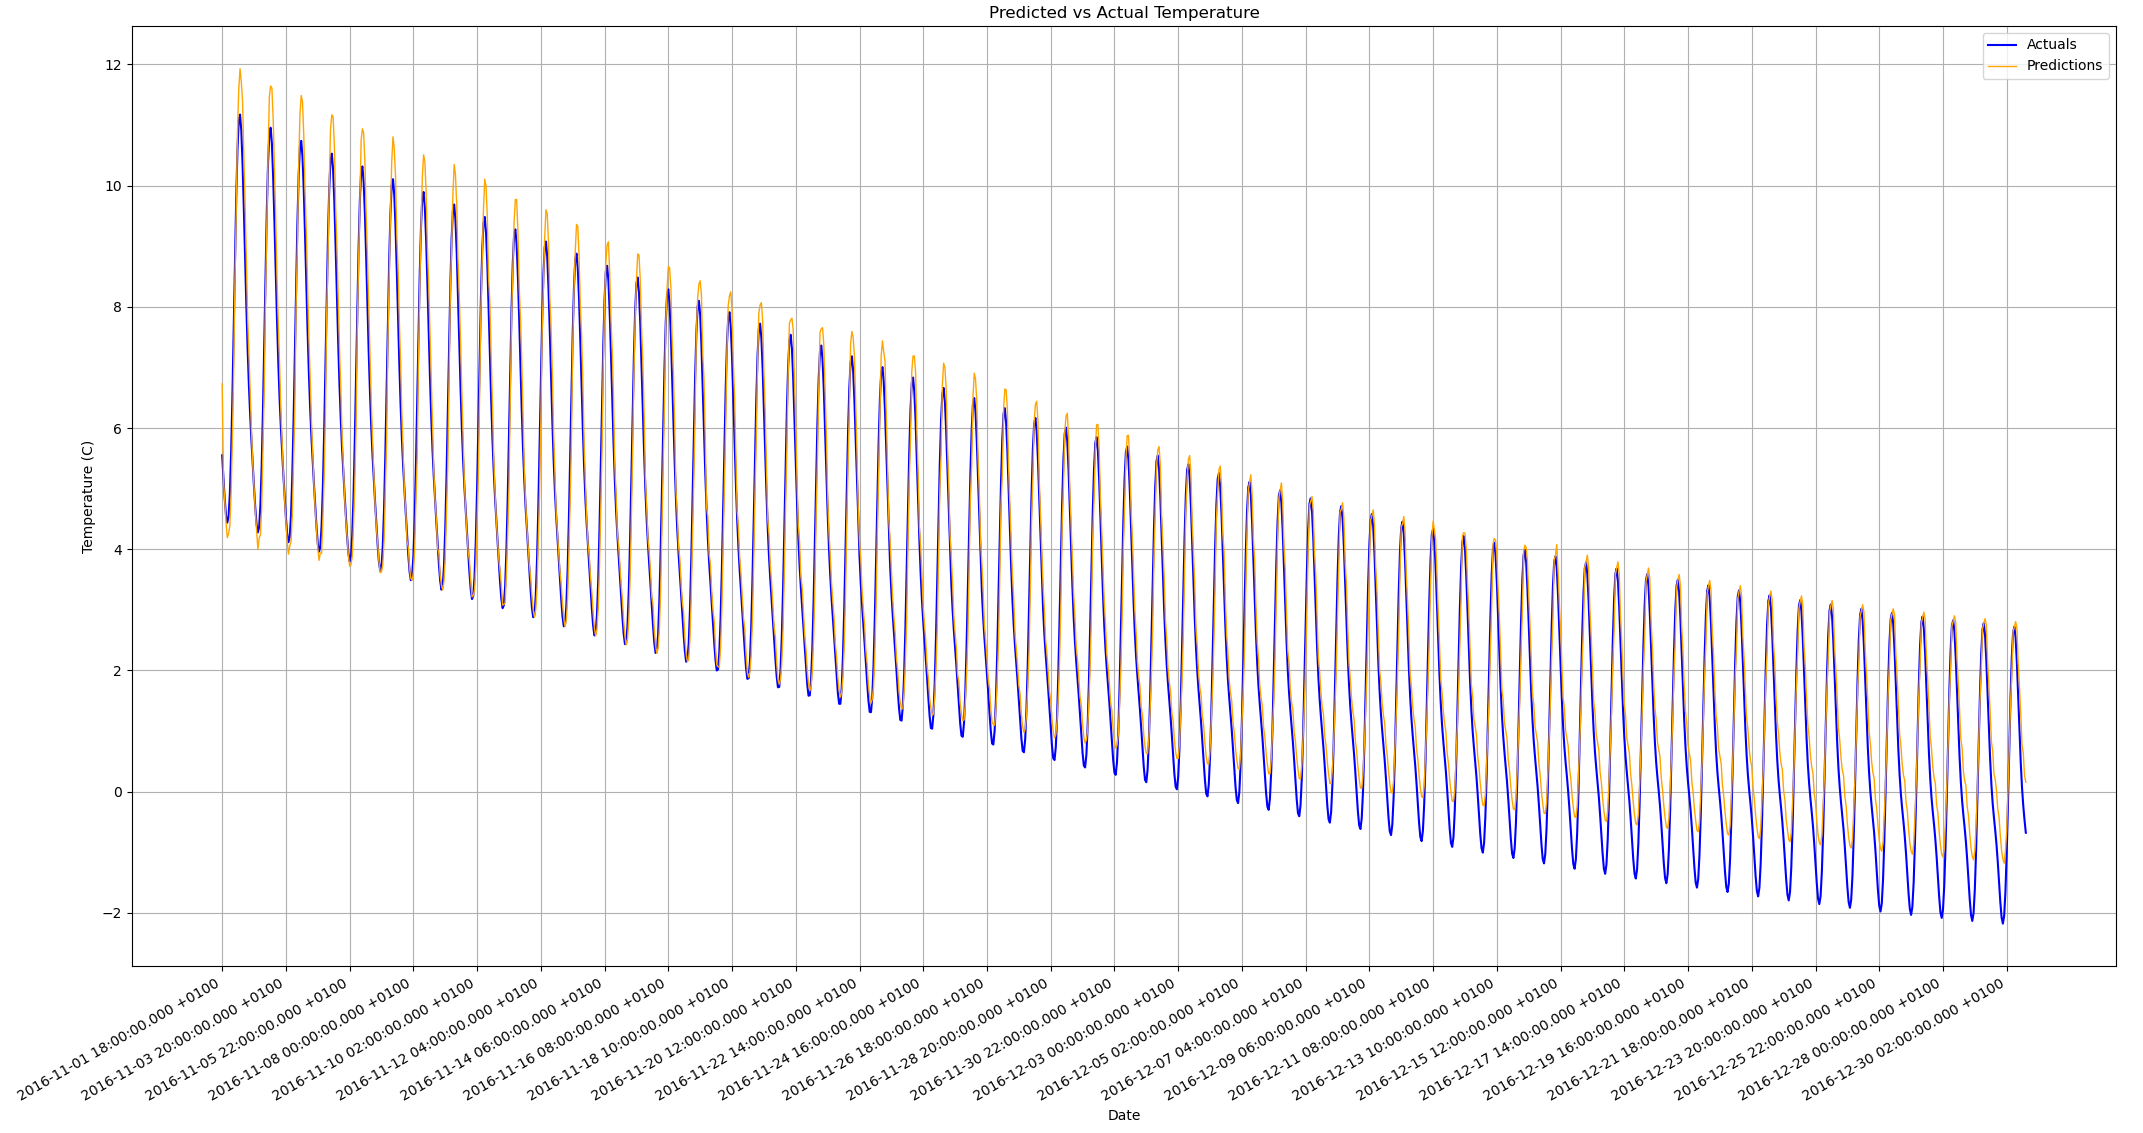 Predicted vs Actual Temperature
Actuals
Predictions
12
10
8
6
4
2
0
−2
Temperature (C)
2016-11-01 18:00:00.000 +0100
2016-11-03 20:00:00.000 +0100
2016-11-05 22:00:00.000 +0100
2016-11-08 00:00:00.000 +0100
2016-11-10 02:00:00.000 +0100
2016-11-12 04:00:00.000 +0100
2016-11-14 06:00:00.000 +0100
2016-11-16 08:00:00.000 +0100
2016-11-18 10:00:00.000 +0100
2016-11-20 12:00:00.000 +0100
2016-11-22 14:00:00.000 +0100
2016-11-24 16:00:00.000 +0100
2016-11-26 18:00:00.000 +0100
2016-11-28 20:00:00.000 +0100
2016-11-30 22:00:00.000 +0100
2016-12-03 00:00:00.000 +0100
2016-12-05 02:00:00.000 +0100
2016-12-07 04:00:00.000 +0100
2016-12-09 06:00:00.000 +0100
2016-12-11 08:00:00.000 +0100
2016-12-13 10:00:00.000 +0100
2016-12-15 12:00:00.000 +0100
2016-12-17 14:00:00.000 +0100
2016-12-19 16:00:00.000 +0100
2016-12-21 18:00:00.000 +0100
2016-12-23 20:00:00.000 +0100
2016-12-25 22:00:00.000 +0100
2016-12-28 00:00:00.000 +0100
2016-12-30 02:00:00.000 +0100
Date